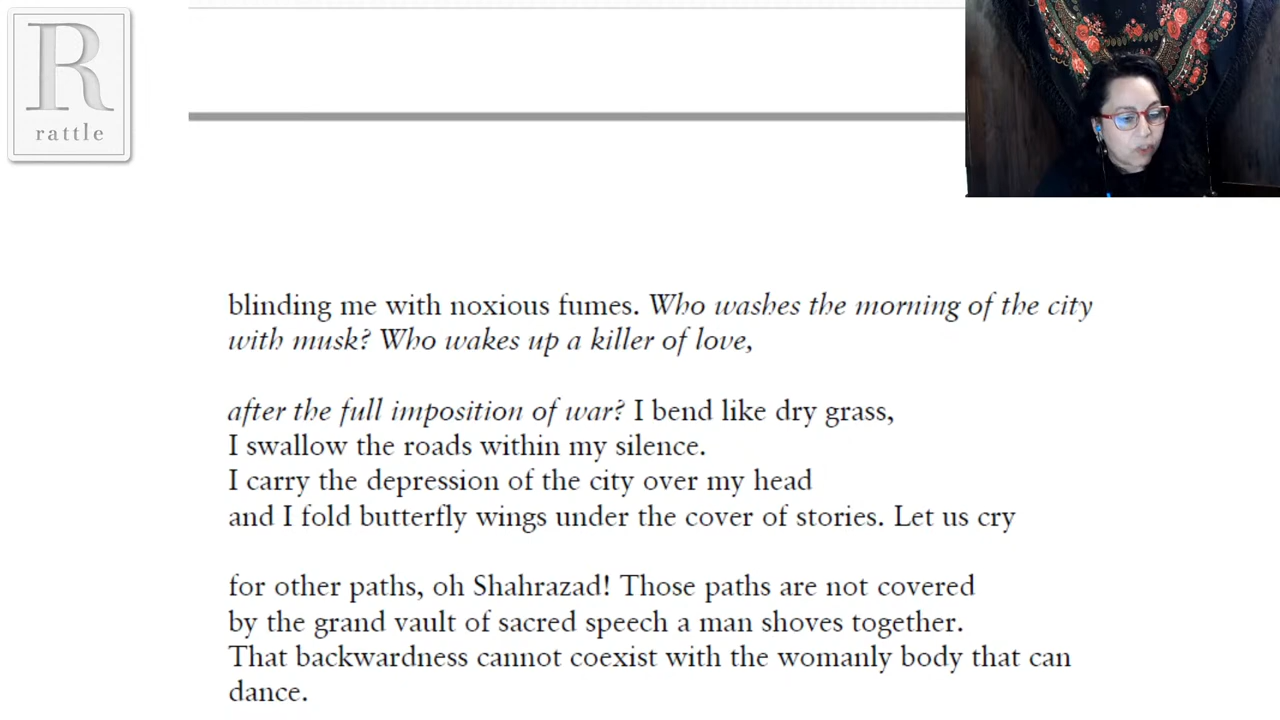 R
rattle
blinding me with noxious fumes. Who washes the morning of the city
with musk? Who wakes up a killer of love,
after the full imposition of war? I bend like dry grass,
I swallow the roads within my silence.
I carry the depression of the city over my head
and I fold butterfly wings under the cover of stories. Let us cry
for other paths, oh Shahrazad! Those paths are not covered
by the grand vault of sacred speech a man shoves together.
That backwardness cannot coexist with the womanly body that can
dance.